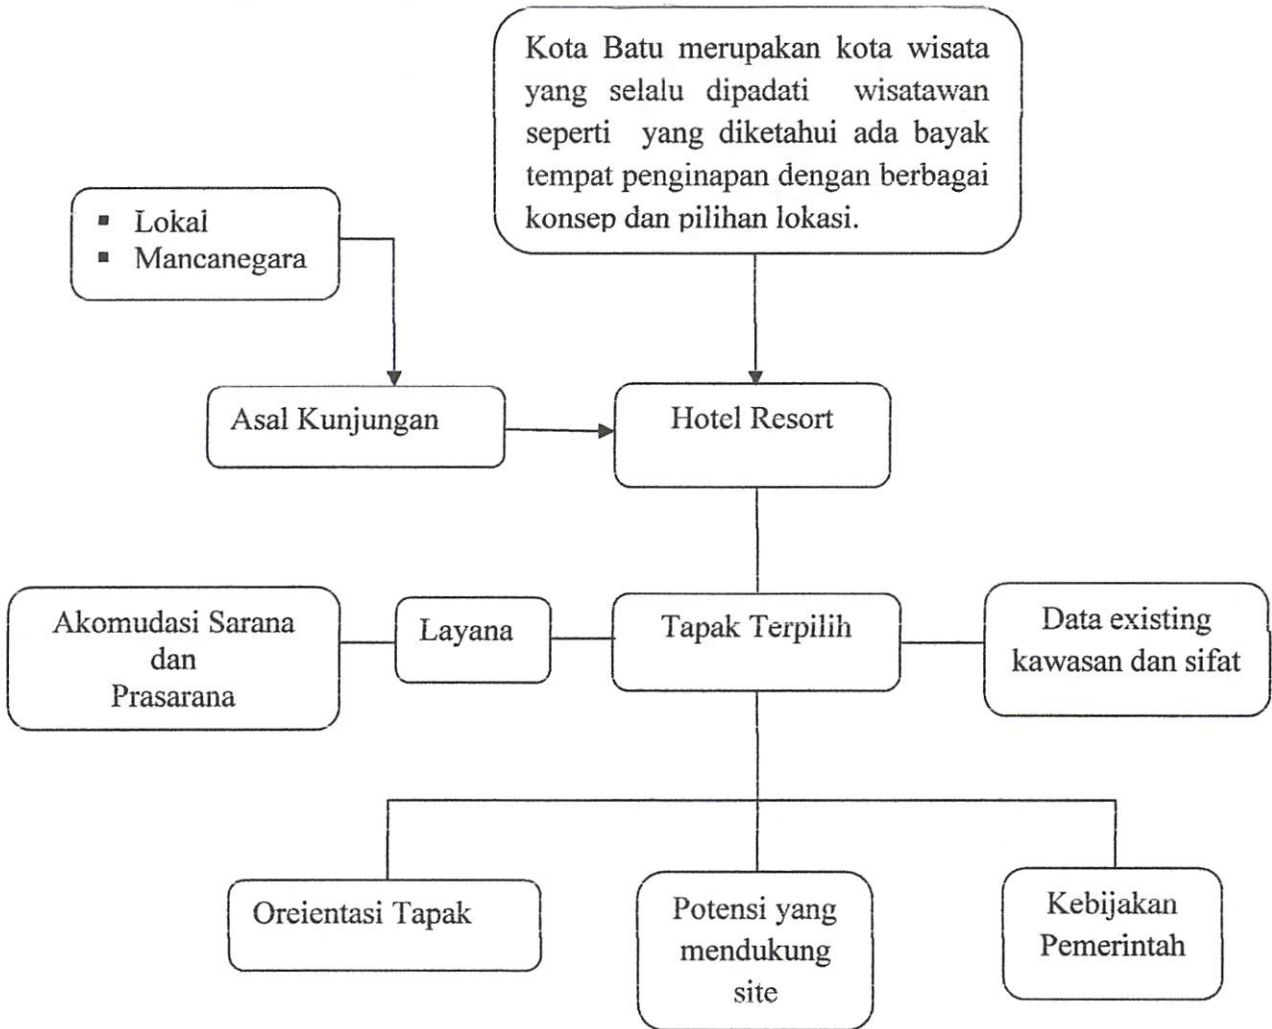 Kota Batu merupakan kota wisata
yang selalu dipadati wisatawan
seperti yang diketahui ada bayak
tempat penginapan dengan berbagai
konsep dan pilihan lokasi.
▪ Lokal
▪ Mancanegara
Asal Kunjungan
Hotel Resort
Akomudasi Sarana
dan
Prasarana
Layana
Tapak Terpilih
Data existing
kawasan dan sifat
Oreientasi Tapak
Potensi yang
mendukung
site
Kebijakan
Pemerintah